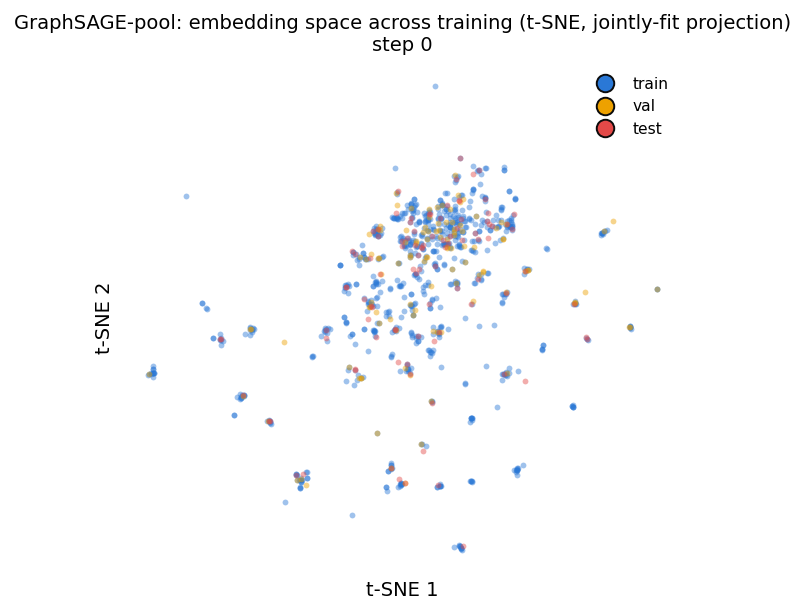 GraphSAGE-pool: embedding space across training (t-SNE, jointly-fit projection)
step 0
train
val
test
t-SNE 2
t-SNE 1